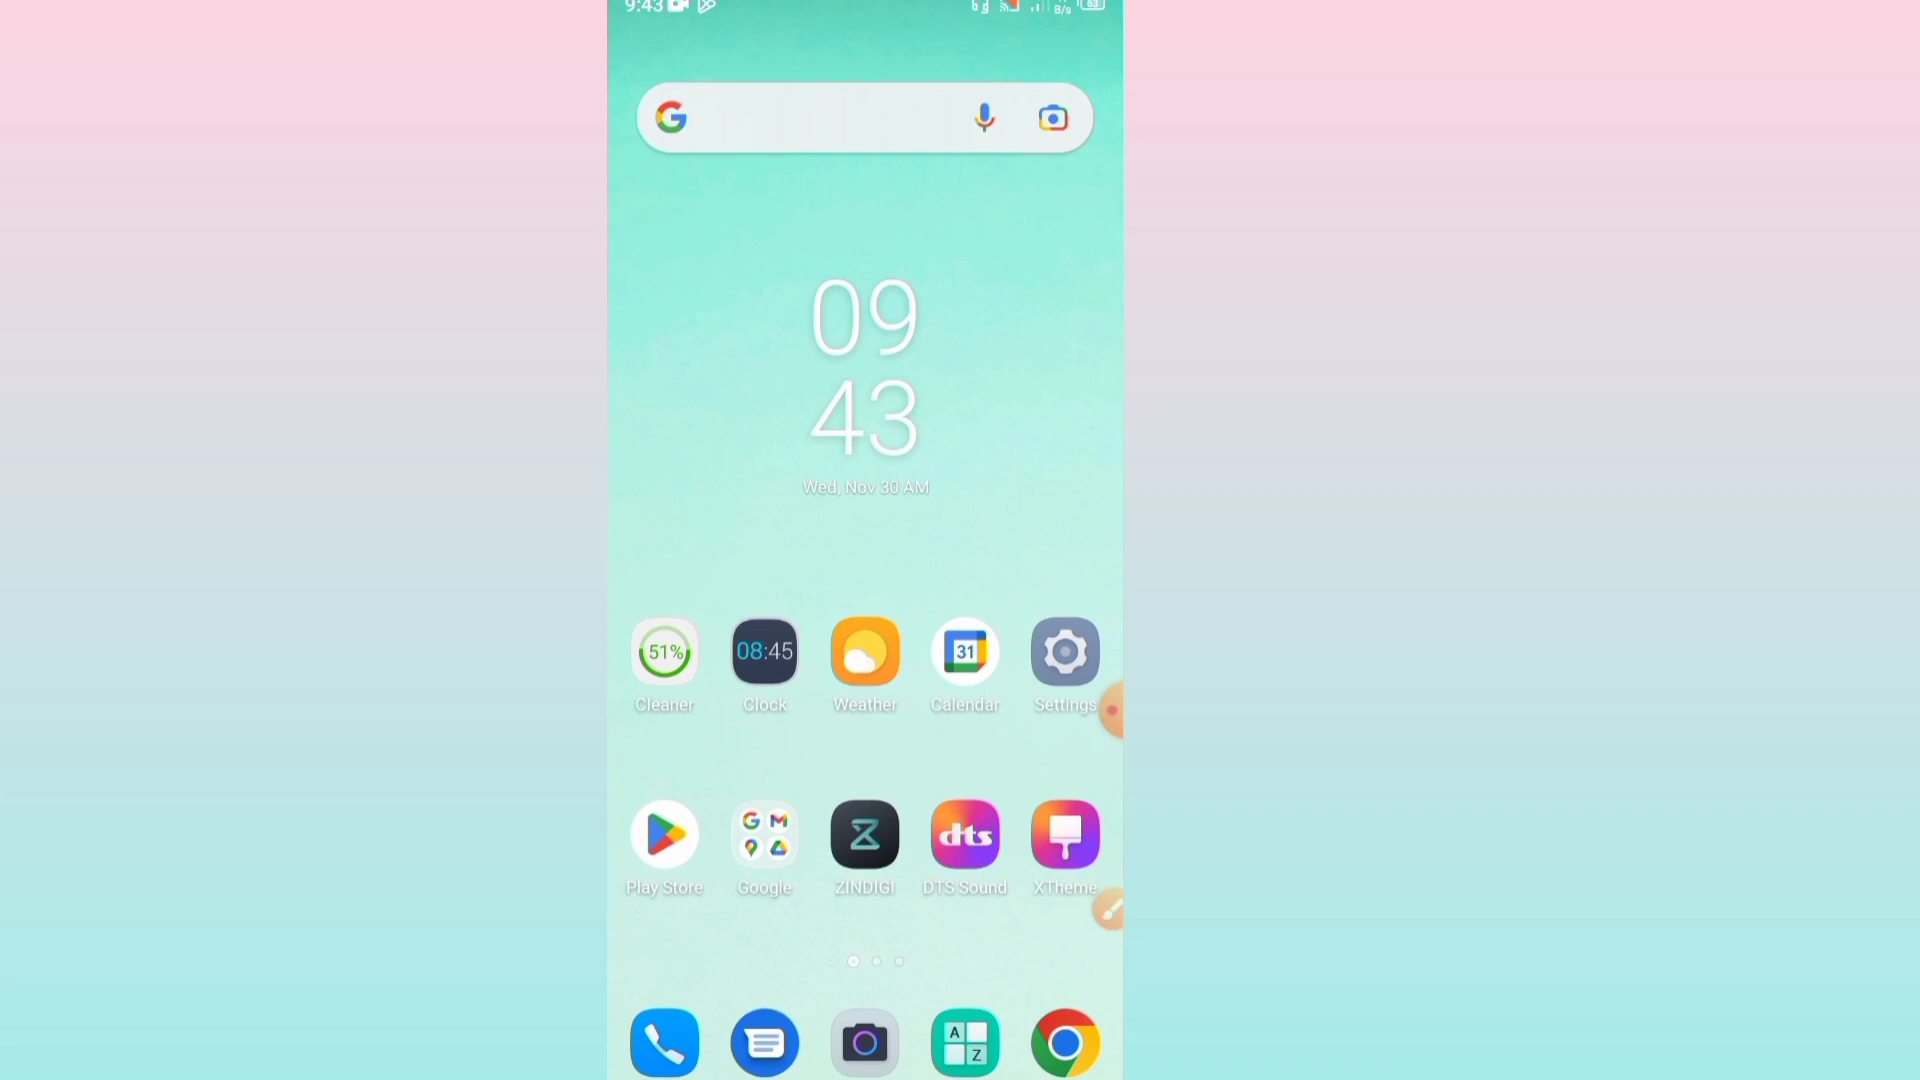 9:43
B/s
63
09
43
Wed, Nov 30 AM
51%
08:45
31
Cleaner
Clock
Weather
Calendar
Settings
dts
Play Store
Google
ZINDIGI
DTS Sound
XTheme
A
Z